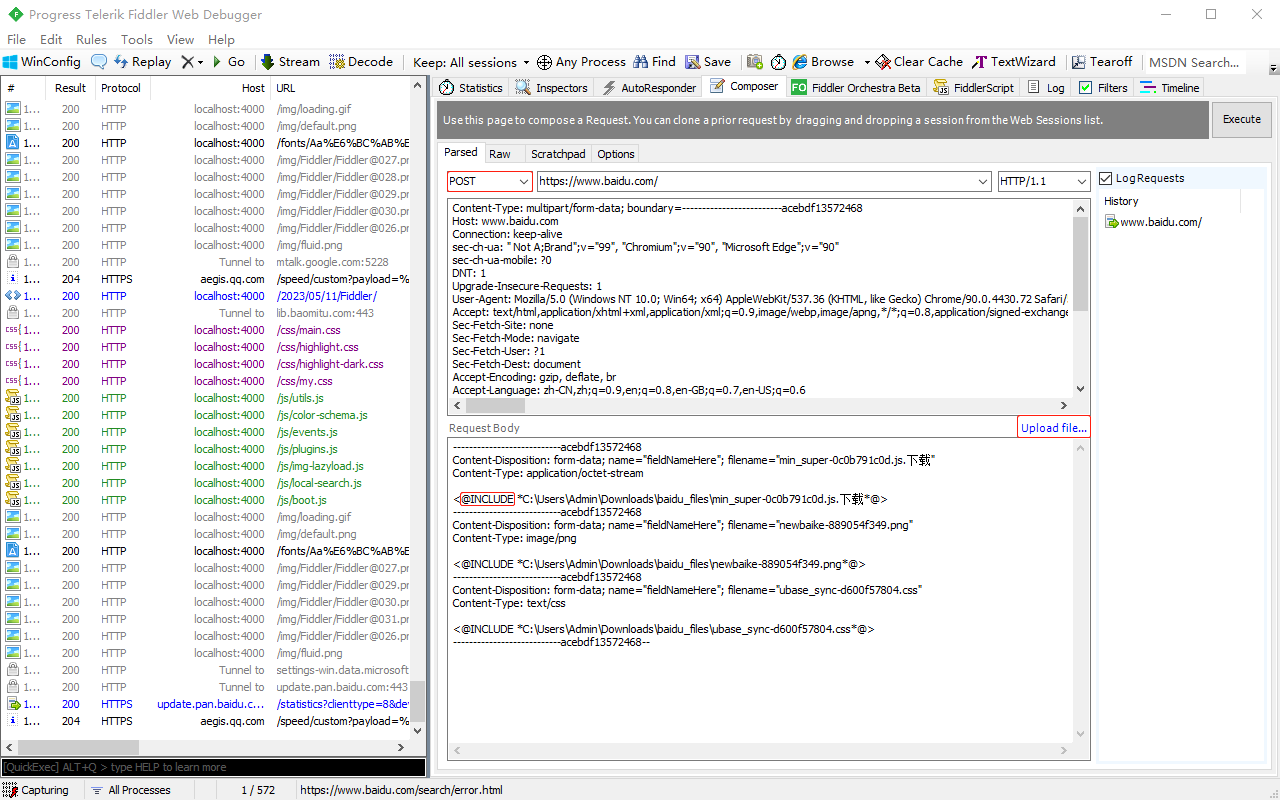 Progress Telerik Fiddler Web Debugger
File Edit Rules Tools View Help
WinConfig Replay Go Stream Decode Keep: All sessions Any Process Find Save Browse Clear Cache TextWizard Tearoff MSDN Search...
# Result Protocol Host URL
1... 200 HTTP localhost:4000 /img/loading.gif
1... 200 HTTP localhost:4000 /img/default.png
1... 200 HTTP localhost:4000 /fonts/Aa%E6%BC%AB%E
1... 200 HTTP localhost:4000 /img/Fiddler/Fiddler@027.pr
1... 200 HTTP localhost:4000 /img/Fiddler/Fiddler@028.pr
1... 200 HTTP localhost:4000 /img/Fiddler/Fiddler@029.pr
1... 200 HTTP localhost:4000 /img/Fiddler/Fiddler@030.pr
1... 200 HTTP localhost:4000 /img/Fiddler/Fiddler@026.pr
1... 200 HTTP localhost:4000 /img/fluid.png
1... 200 HTTP Tunnel to mtalk.google.com:5228
1... 204 HTTPS aegis.qq.com /speed/custom?payload=%
1... 200 HTTP localhost:4000 /2023/05/11/Fiddler/
1... 200 HTTP Tunnel to lib.baomitu.com:443
1... 200 HTTP localhost:4000 /css/main.css
1... 200 HTTP localhost:4000 /css/highlight.css
1... 200 HTTP localhost:4000 /css/highlight-dark.css
1... 200 HTTP localhost:4000 /css/my.css
1... 200 HTTP localhost:4000 /js/utils.js
1... 200 HTTP localhost:4000 /js/color-schema.js
1... 200 HTTP localhost:4000 /js/events.js
1... 200 HTTP localhost:4000 /js/plugins.js
1... 200 HTTP localhost:4000 /js/img-lazyload.js
1... 200 HTTP localhost:4000 /js/local-search.js
1... 200 HTTP localhost:4000 /js/boot.js
1... 200 HTTP localhost:4000 /img/loading.gif
1... 200 HTTP localhost:4000 /img/default.png
1... 200 HTTP localhost:4000 /fonts/Aa%E6%BC%AB%E
1... 200 HTTP localhost:4000 /img/Fiddler/Fiddler@027.pr
1... 200 HTTP localhost:4000 /img/Fiddler/Fiddler@029.pr
1... 200 HTTP localhost:4000 /img/Fiddler/Fiddler@030.pr
1... 200 HTTP localhost:4000 /img/Fiddler/Fiddler@031.pr
1... 200 HTTP localhost:4000 /img/Fiddler/Fiddler@026.pr
1... 200 HTTP localhost:4000 /img/fluid.png
1... 200 HTTP Tunnel to settings-win.data.microsoft
1... 200 HTTP Tunnel to update.pan.baidu.com:443
1... 200 HTTPS update.pan.baidu.c... /statistics?clienttype=8&dev
1... 204 HTTPS aegis.qq.com /speed/custom?payload=%
[QuickExec] ALT+Q > type HELP to learn more
Statistics Inspectors AutoResponder Composer FO Fiddler Orchestra Beta FiddlerScript Log Filters Timeline
Use this page to compose a Request. You can clone a prior request by dragging and dropping a session from the Web Sessions list.
Execute
Parsed Raw Scratchpad Options
POST https://www.baidu.com/ HTTP/1.1
Log Requests
History
www.baidu.com/
Content-Type: multipart/form-data; boundary=-------------------------acebdf13572468
Host: www.baidu.com
Connection: keep-alive
sec-ch-ua: " Not A;Brand";v="99", "Chromium";v="90", "Microsoft Edge";v="90"
sec-ch-ua-mobile: ?0
DNT: 1
Upgrade-Insecure-Requests: 1
User-Agent: Mozilla/5.0 (Windows NT 10.0; Win64; x64) AppleWebKit/537.36 (KHTML, like Gecko) Chrome/90.0.4430.72 Safari/
Accept: text/html,application/xhtml+xml,application/xml;q=0.9,image/webp,image/apng,*/*;q=0.8,application/signed-exchange
Sec-Fetch-Site: none
Sec-Fetch-Mode: navigate
Sec-Fetch-User: ?1
Sec-Fetch-Dest: document
Accept-Encoding: gzip, deflate, br
Accept-Language: zh-CN,zh;q=0.9,en;q=0.8,en-GB;q=0.7,en-US;q=0.6
Request Body Upload file...
---------------------------acebdf13572468
Content-Disposition: form-data; name="fieldNameHere"; filename="min_super-0c0b791c0d.js.下载"
Content-Type: application/octet-stream
<@INCLUDE *C:\Users\Admin\Downloads\baidu_files\min_super-0c0b791c0d.js.下载*@>
---------------------------acebdf13572468
Content-Disposition: form-data; name="fieldNameHere"; filename="newbaike-889054f349.png"
Content-Type: image/png
<@INCLUDE *C:\Users\Admin\Downloads\baidu_files\newbaike-889054f349.png*@>
---------------------------acebdf13572468
Content-Disposition: form-data; name="fieldNameHere"; filename="ubase_sync-d600f57804.css"
Content-Type: text/css
<@INCLUDE *C:\Users\Admin\Downloads\baidu_files\ubase_sync-d600f57804.css*@>
---------------------------acebdf13572468--
Capturing All Processes 1 / 572 https://www.baidu.com/search/error.html